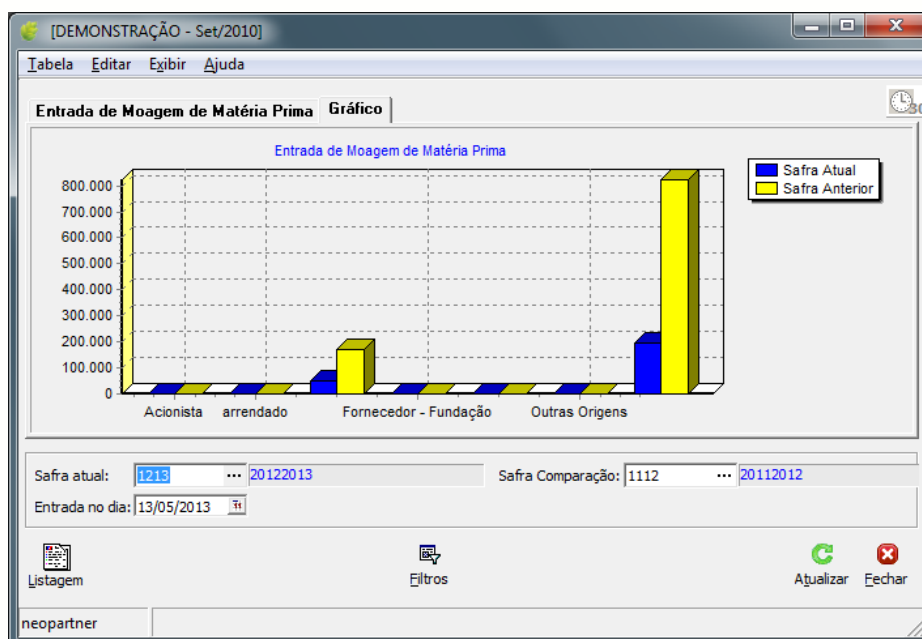 [DEMONSTRAÇÃO - Set/2010]
Tabela Editar Exibir Ajuda
Entrada de Moagem de Matéria Prima Gráfico
30
Entrada de Moagem de Matéria Prima
Safra Atual
Safra Anterior
800.000
700.000
600.000
500.000
400.000
300.000
200.000
100.000
0
Acionista arrendado Fornecedor - Fundação Outras Origens
Safra atual: 1213 ... 20122013 Safra Comparação: 1112 ... 20112012
Entrada no dia: 13/05/2013
Listagem Filtros Atualizar Fechar
neopartner